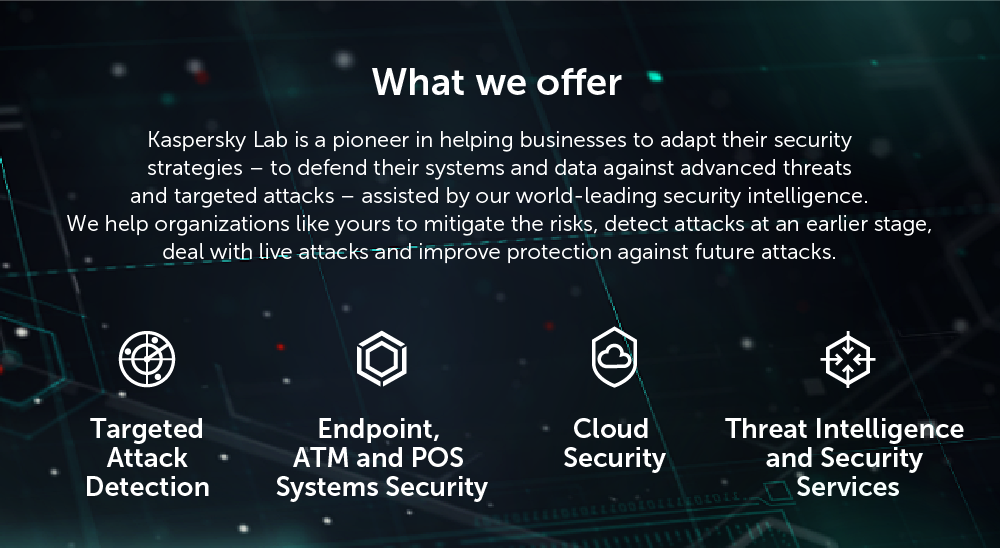 What we offer
Kaspersky Lab is a pioneer in helping businesses to adapt their security
strategies – to defend their systems and data against advanced threats
and targeted attacks – assisted by our world-leading security intelligence.
We help organizations like yours to mitigate the risks, detect attacks at an earlier stage,
deal with live attacks and improve protection against future attacks.
Targeted
Attack
Detection
Endpoint,
ATM and POS
Systems Security
Cloud
Security
Threat Intelligence
and Security
Services